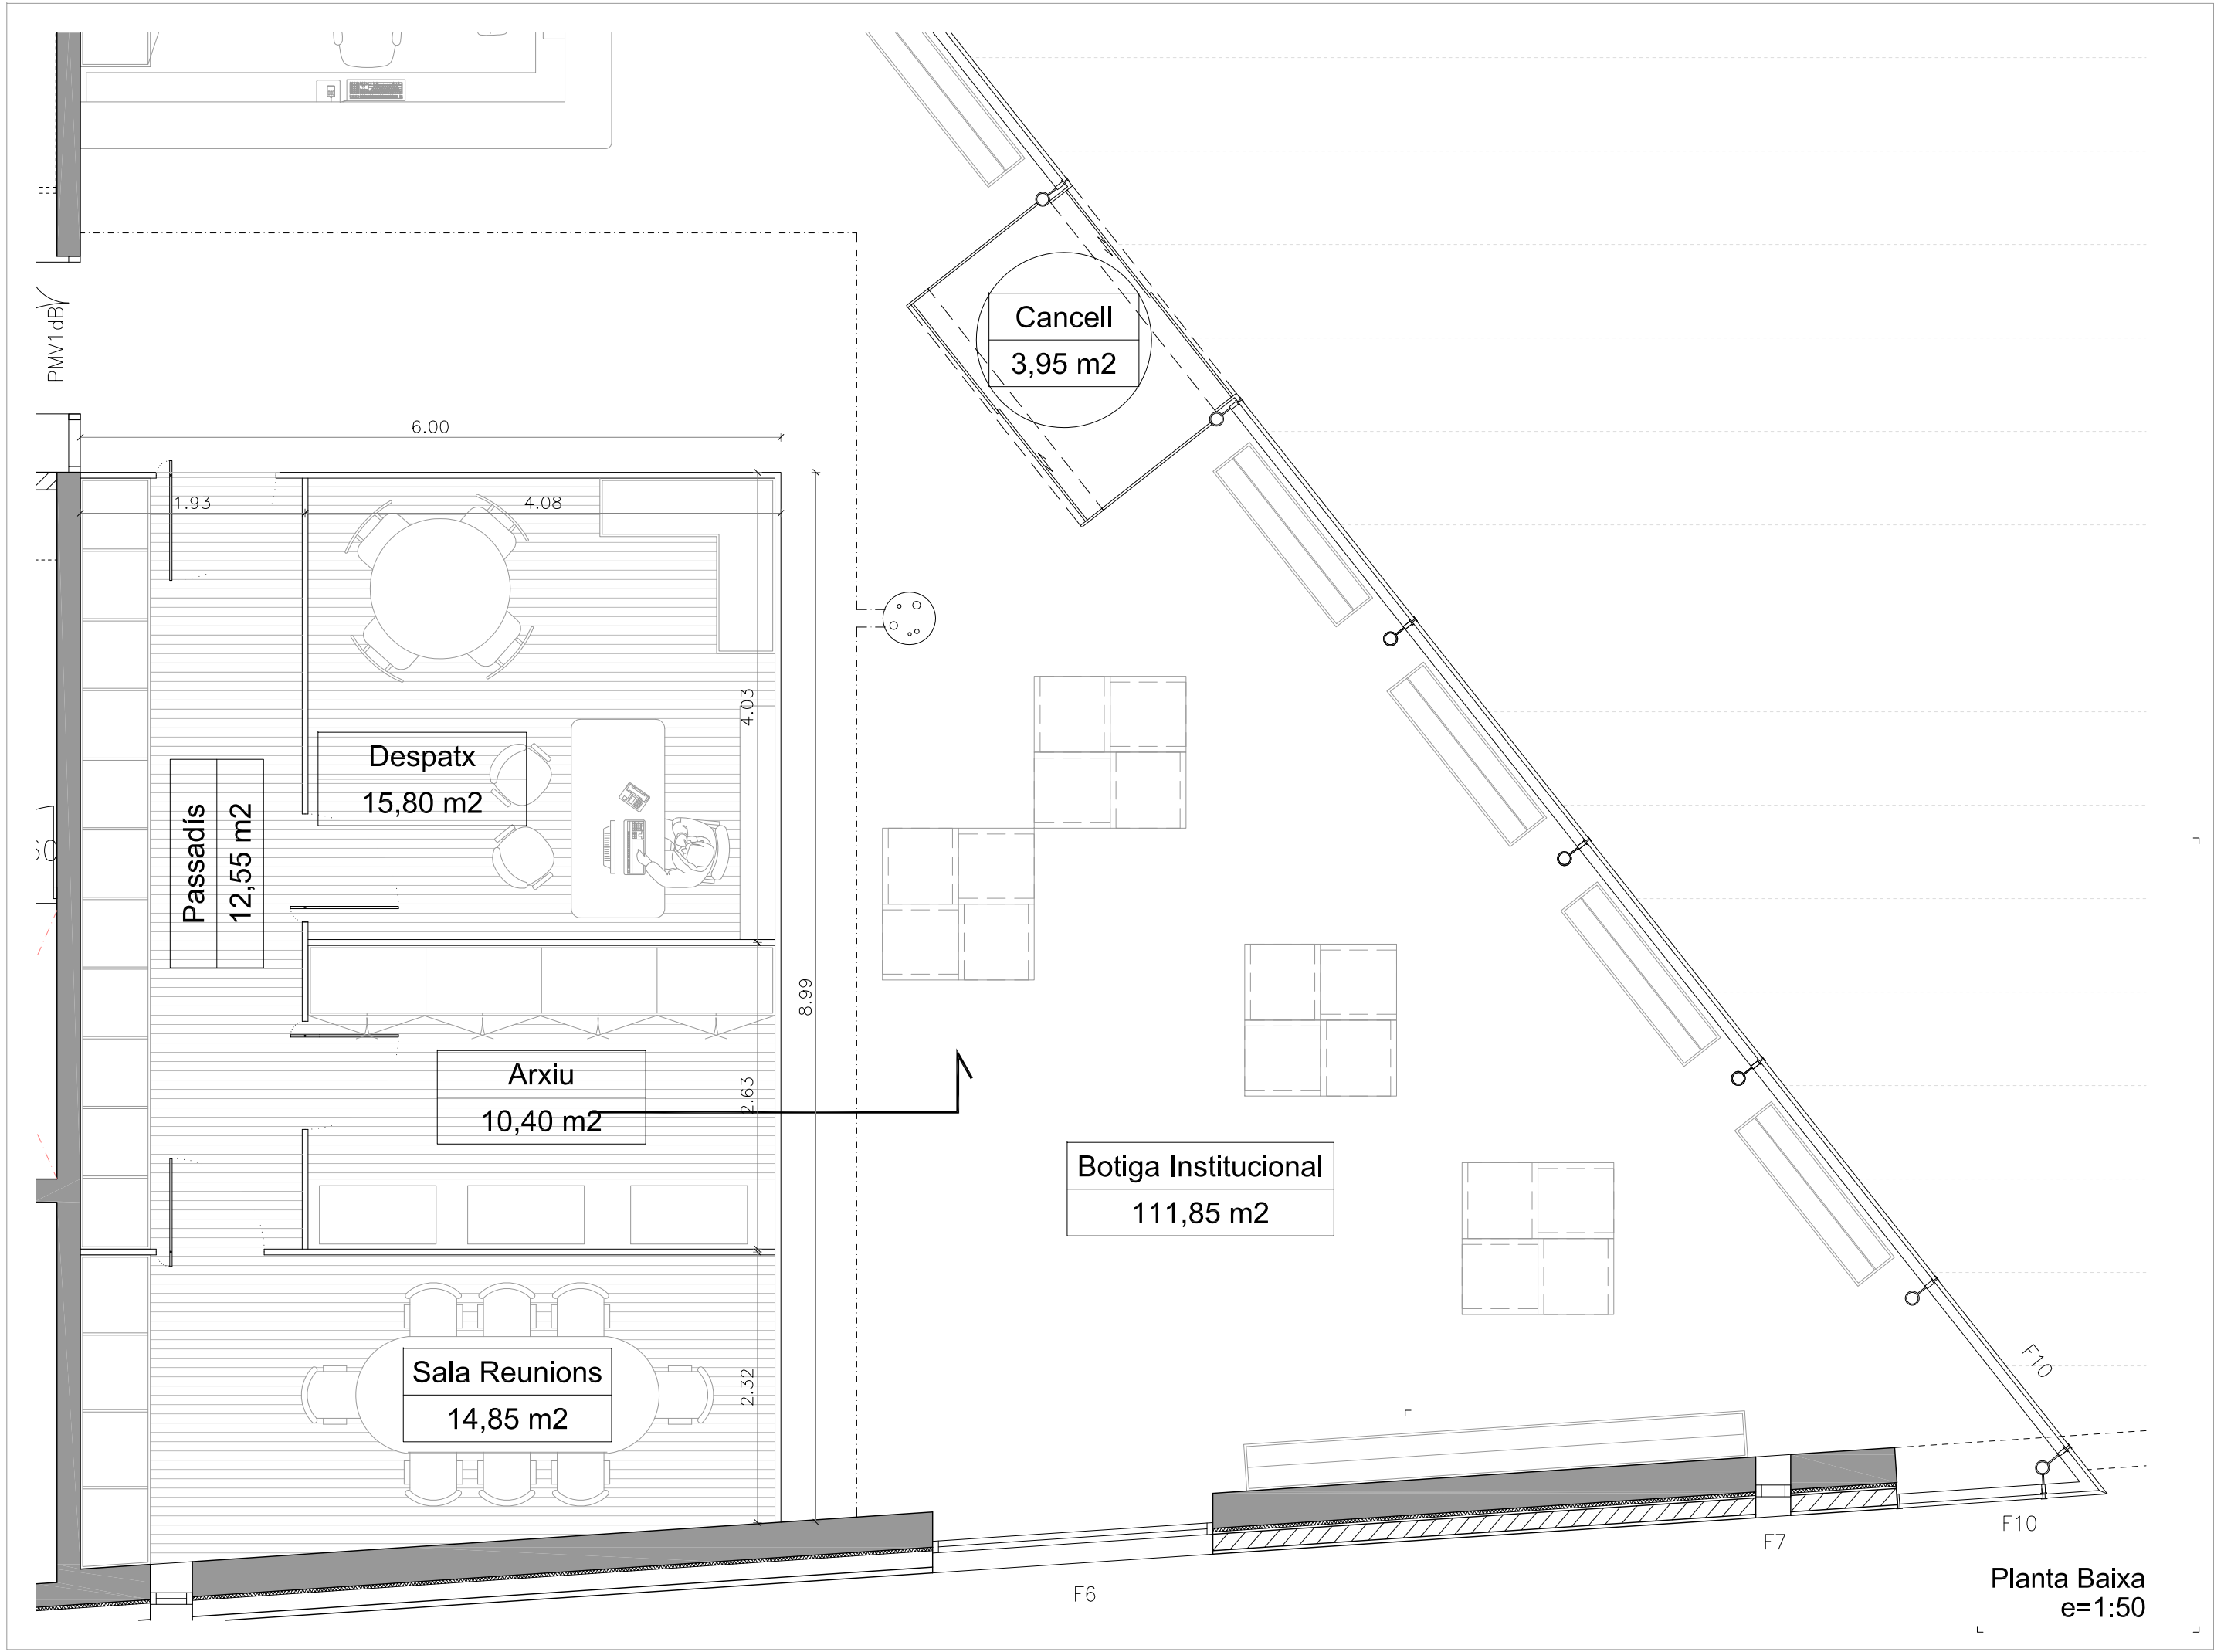 PMV1dB
Cancell
3,95 m2
6.00
1.93
4.08
4.03
Despatx
15,80 m2
Passadís
12,55 m2
8.99
Arxiu
10,40 m2
2.63
Botiga Institucional
111,85 m2
Sala Reunions
14,85 m2
2.32
F10
F10
F7
F6
Planta Baixa
e=1:50